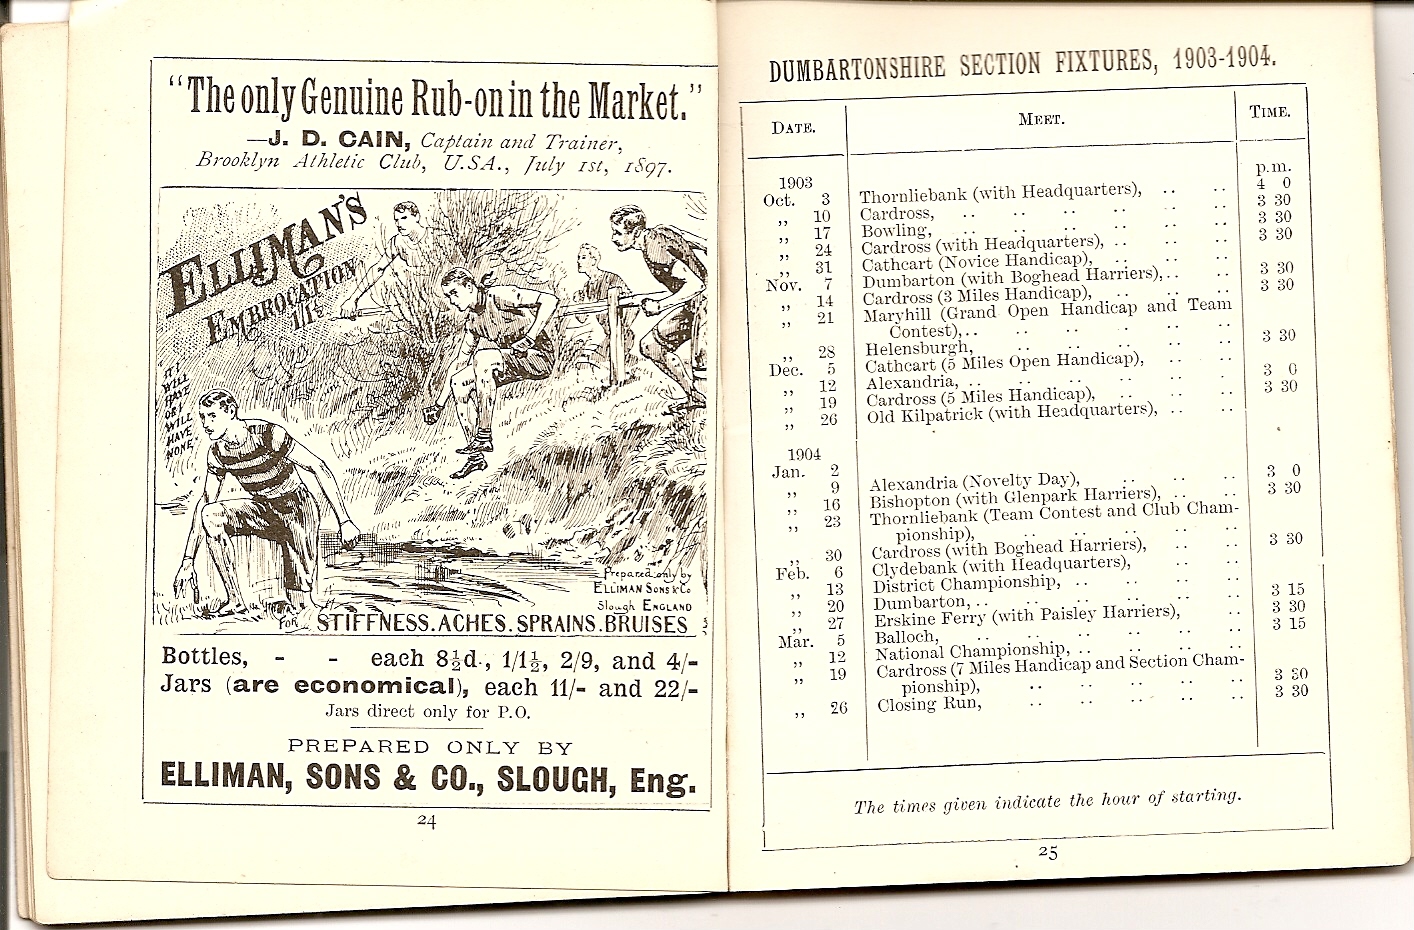 "The only Genuine Rub-on in the Market."
—J. D. CAIN, Captain and Trainer,
Brooklyn Athletic Club, U.S.A., July 1st, 1897.
ELLIMAN'S
EMBROCATION
1/1½
IT
WILL
HAVE
OR IT
WILL
HAVE
NONE
Prepared only by
ELLIMAN SONS & Co
Slough ENGLAND
FOR STIFFNESS. ACHES. SPRAINS. BRUISES
Bottles, - - each 8½d., 1/1½, 2/9, and 4/-
Jars (are economical), each 11/- and 22/-
Jars direct only for P.O.
PREPARED ONLY BY
ELLIMAN, SONS & CO., SLOUGH, Eng.
24
DUMBARTONSHIRE SECTION FIXTURES, 1903-1904.
DATE. MEET. TIME.
p.m.
1903
Oct. 3 Thornliebank (with Headquarters), .. .. 4 0
,, 10 Cardross, .. .. .. .. .. .. 3 30
,, 17 Bowling, .. .. .. .. .. .. 3 30
,, 24 Cardross (with Headquarters), .. .. .. 3 30
,, 31 Cathcart (Novice Handicap), .. .. ..
Nov. 7 Dumbarton (with Boghead Harriers), .. .. 3 30
,, 14 Cardross (3 Miles Handicap), .. .. .. 3 30
,, 21 Maryhill (Grand Open Handicap and Team
Contest), .. .. .. .. .. ..
,, 28 Helensburgh, .. .. .. .. .. 3 30
Dec. 5 Cathcart (5 Miles Open Handicap), .. ..
,, 12 Alexandria, .. .. .. .. .. .. 3 0
,, 19 Cardross (5 Miles Handicap), .. .. .. 3 30
,, 26 Old Kilpatrick (with Headquarters), .. ..
1904
Jan. 2
,, 9 Alexandria (Novelty Day), .. .. .. 3 0
,, 16 Bishopton (with Glenpark Harriers), .. .. 3 30
,, 23 Thornliebank (Team Contest and Club Cham-
pionship), .. .. .. .. ..
,, 30 Cardross (with Boghead Harriers), .. .. 3 30
Feb. 6 Clydebank (with Headquarters), .. ..
,, 13 District Championship, .. .. .. ..
,, 20 Dumbarton, .. .. .. .. .. .. 3 15
,, 27 Erskine Ferry (with Paisley Harriers), .. 3 30
Mar. 5 Balloch, .. .. .. .. .. .. 3 15
,, 12 National Championship, .. .. .. ..
,, 19 Cardross (7 Miles Handicap and Section Cham-
pionship), .. .. .. .. .. 3 30
,, 26 Closing Run, .. .. .. .. .. 3 30
The times given indicate the hour of starting.
25